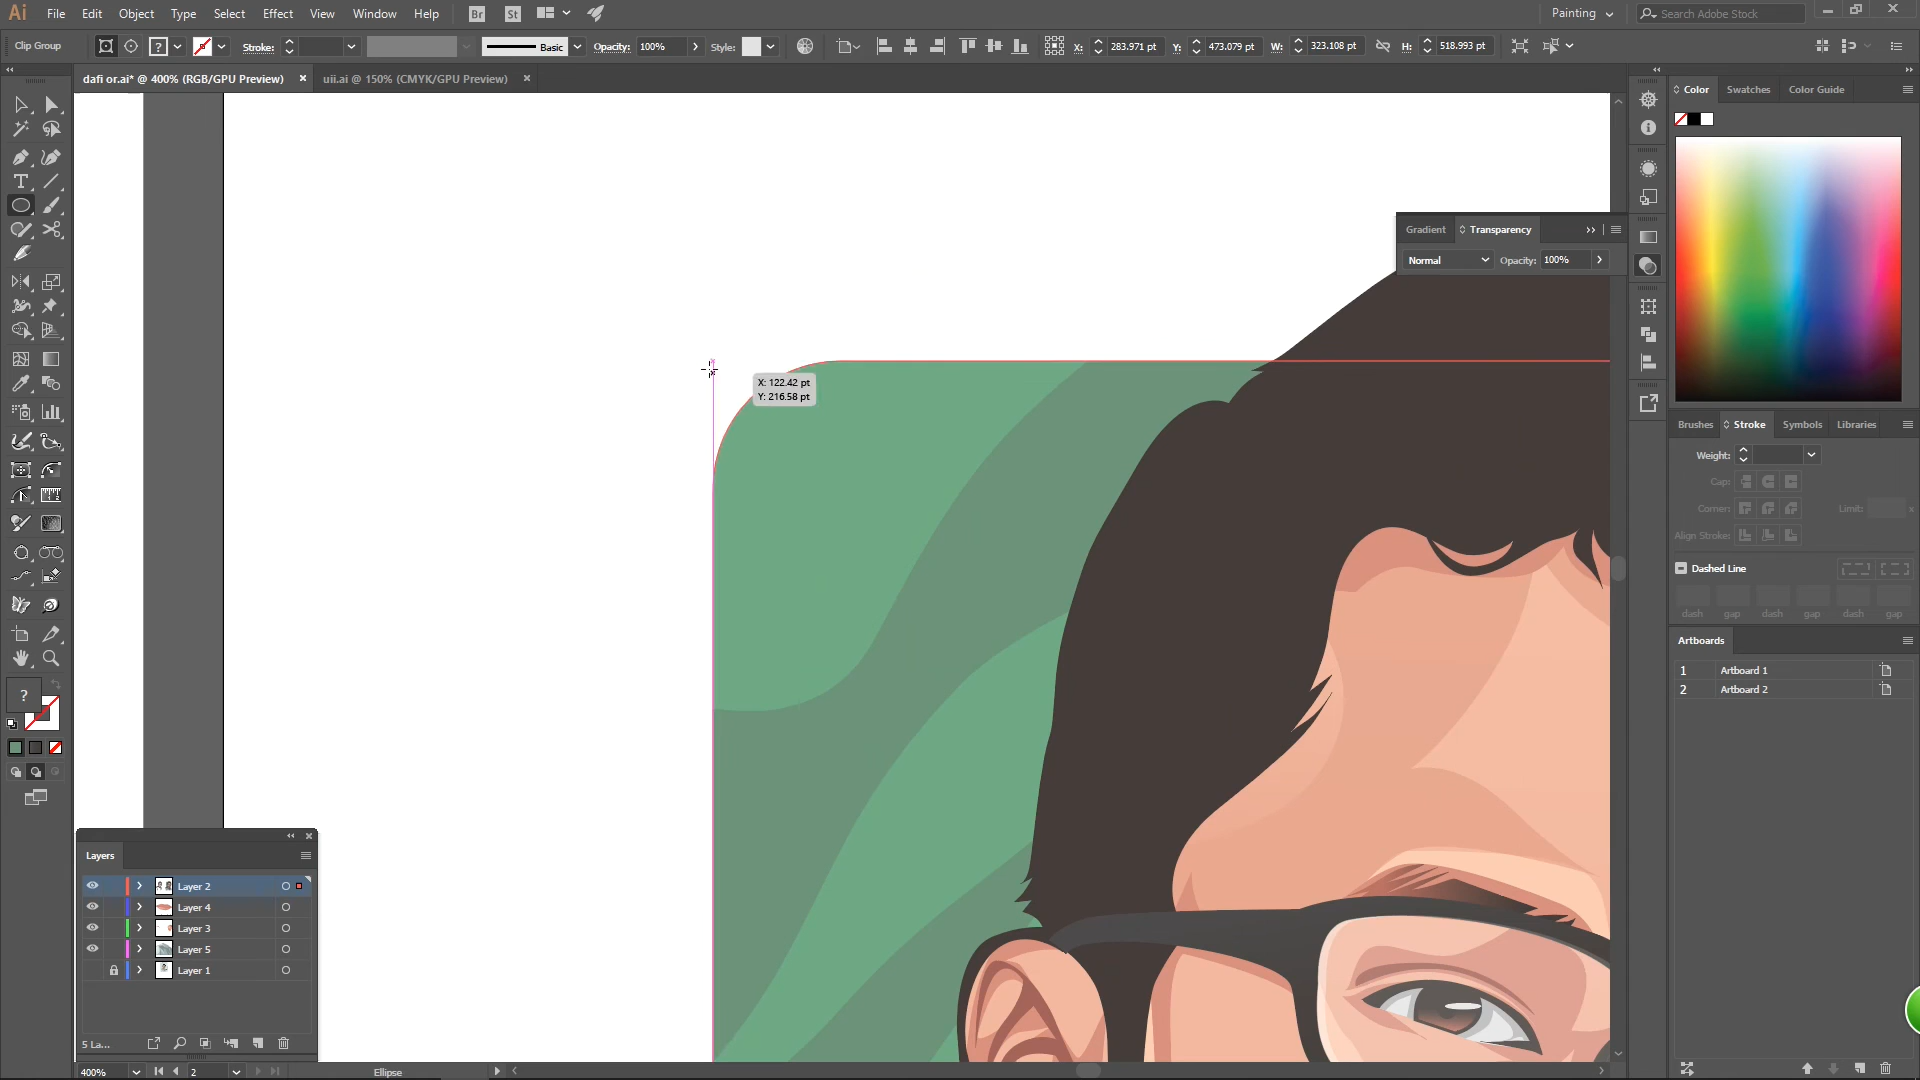 Ai File Edit Object Type Select Effect View Window Help Br St Painting Search Adobe Stock
Clip Group ? Stroke: Basic Opacity: 100% Style: X: 283.971 pt Y: 473.079 pt W: 323.108 pt H: 518.993 pt
dafi or.ai* @ 400% (RGB/GPU Preview) × uii.ai @ 150% (CMYK/GPU Preview) ×
Color Swatches Color Guide
Gradient Transparency
Normal Opacity: 100%
X: 122.42 pt
Y: 216.58 pt
Brushes Stroke Symbols Libraries
Weight:
Cap:
Corner: Limit: x
Align Stroke:
Dashed Line
dash gap dash gap dash gap
Artboards
1 Artboard 1
2 Artboard 2
?
Layers
Layer 2
Layer 4
Layer 3
Layer 5
Layer 1
5 La...
400% 2 Ellipse